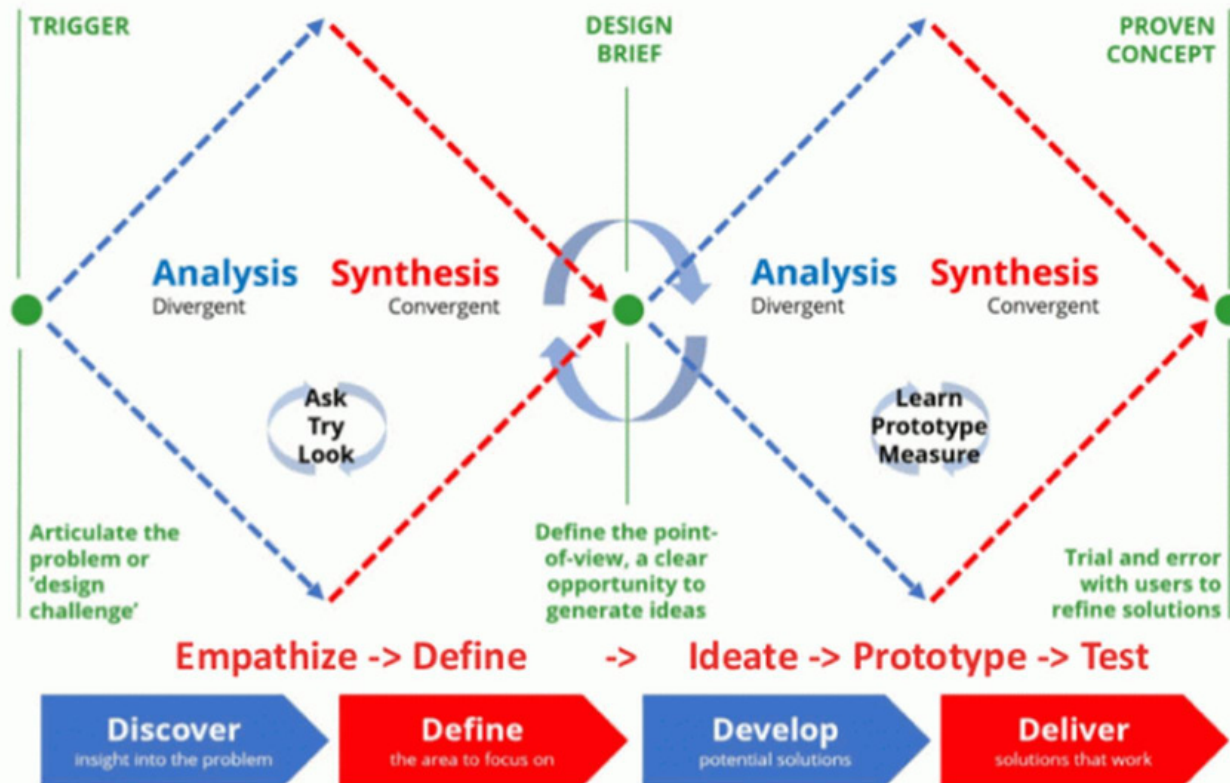 TRIGGER
DESIGN
BRIEF
PROVEN
CONCEPT
Analysis
Divergent
Synthesis
Convergent
Analysis
Divergent
Synthesis
Convergent
Ask
Try
Look
Learn
Prototype
Measure
Articulate the
problem or
‘design
challenge’
Define the point-
of-view, a clear
opportunity to
generate ideas
Trial and error
with users to
refine solutions
Empathize -> Define -> Ideate -> Prototype -> Test
Discover
insight into the problem
Define
the area to focus on
Develop
potential solutions
Deliver
solutions that work